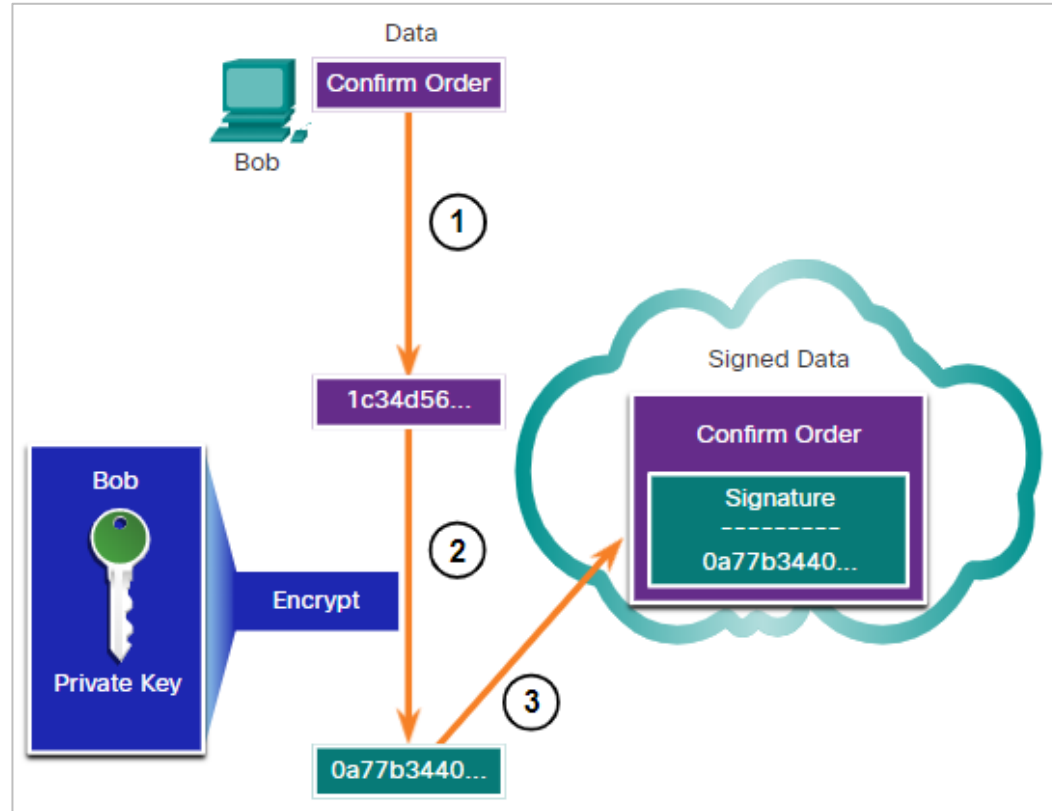 Data
Confirm Order
Bob
1
1c34d56...
Signed Data
Confirm Order
Signature
---------
0a77b3440...
Bob
Private Key
Encrypt
2
3
0a77b3440...